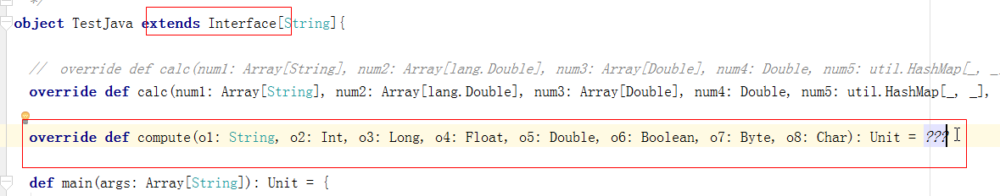 */
object TestJava extends Interface[String]{
// override def calc(num1: Array[String], num2: Array[lang.Double], num3: Array[Double], num4: Double, num5: util.HashMap[_, _]
override def calc(num1: Array[String], num2: Array[lang.Double], num3: Array[Double], num4: Double, num5: util.HashMap[_, _],
override def compute(o1: String, o2: Int, o3: Long, o4: Float, o5: Double, o6: Boolean, o7: Byte, o8: Char): Unit = ???
def main(args: Array[String]): Unit = {